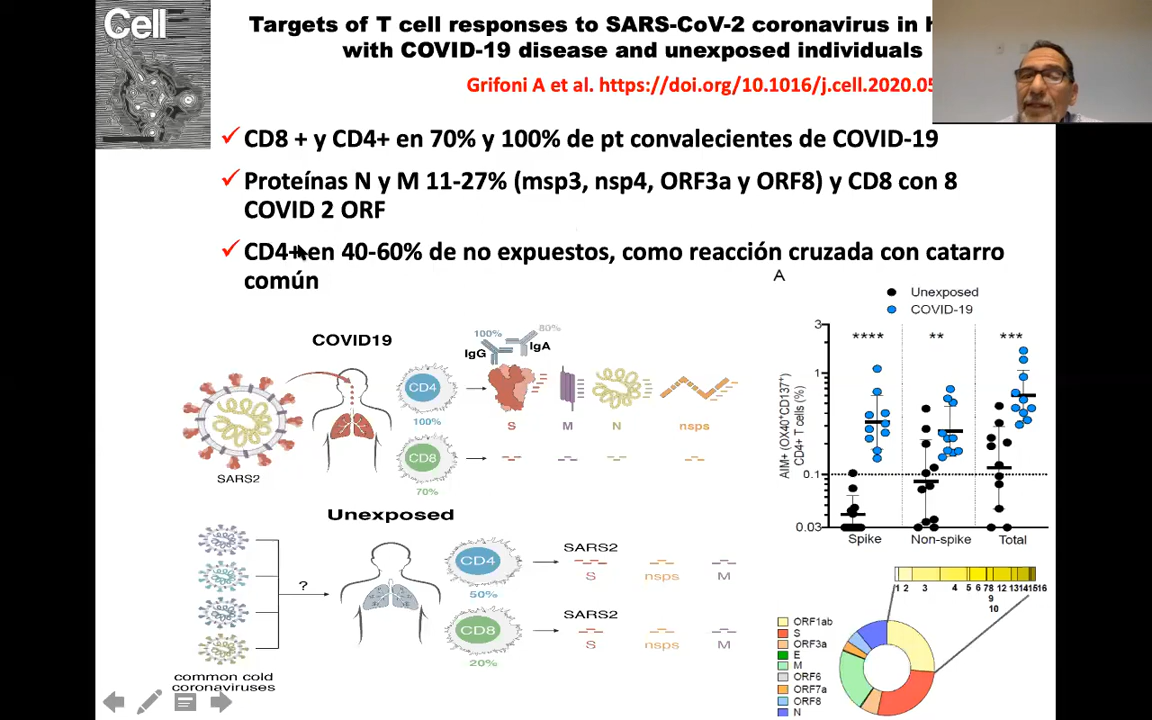 Cell
Targets of T cell responses to SARS-CoV-2 coronavirus in
with COVID-19 disease and unexposed individuals
Grifoni A et al. https://doi.org/10.1016/j.cell.2020.05
✓ CD8 + y CD4+ en 70% y 100% de pt convalecientes de COVID-19
✓ Proteínas N y M 11-27% (msp3, nsp4, ORF3a y ORF8) y CD8 con 8
COVID 2 ORF
✓ CD4+ en 40-60% de no expuestos, como reacción cruzada con catarro
común
COVID19
SARS2
100%
IgG
80%
IgA
CD4
100%
S
M
N
nsps
CD8
70%
Unexposed
common cold
coronaviruses
?
CD4
50%
SARS2
S
nsps
M
CD8
20%
SARS2
S
nsps
M
A
Unexposed
COVID-19
AIM+ (OX40+CD137+)
CD4+ T cells (%)
3
1
0.1
0.03
****
**
***
Spike
Non-spike
Total
1 2 3 4 5 6 7 8 9 10 12 13 14 15 16
ORF1ab
S
ORF3a
E
M
ORF6
ORF7a
ORF8
N